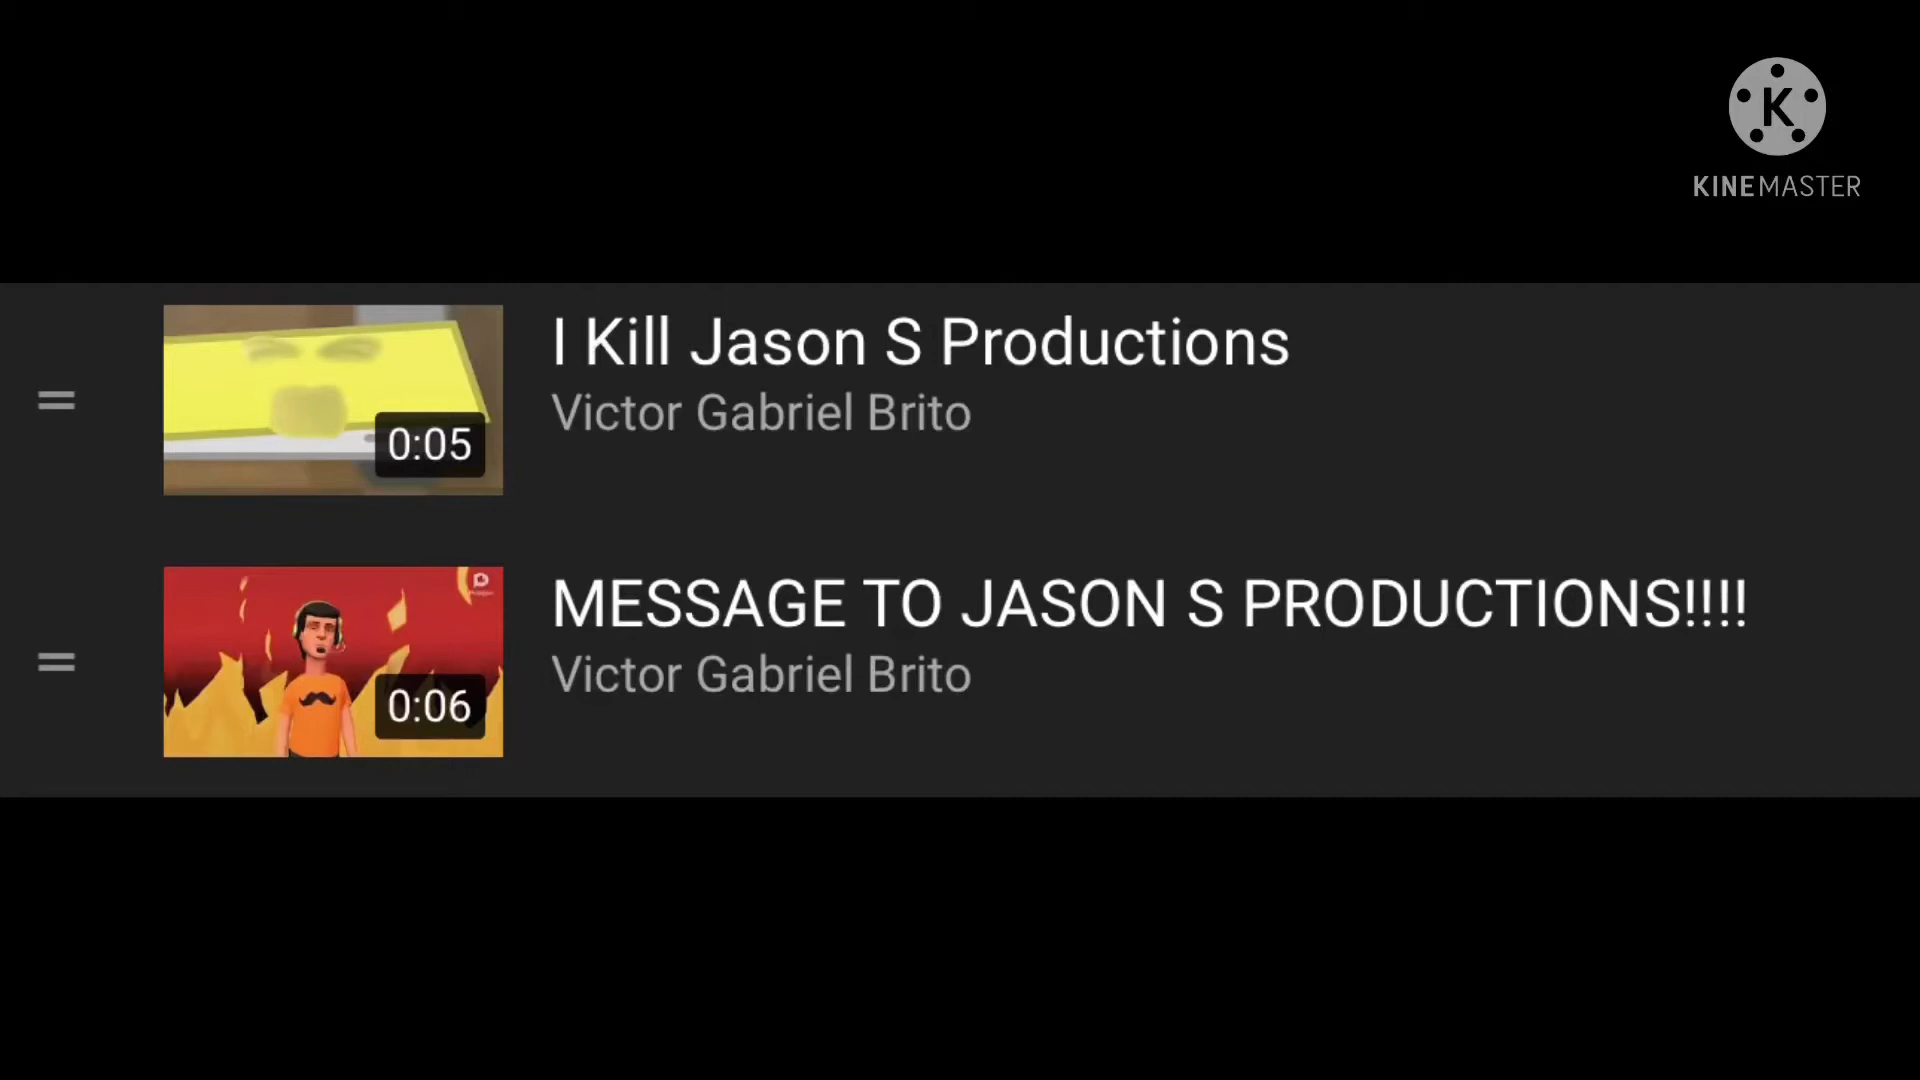 K
KINEMASTER
I Kill Jason S Productions
Victor Gabriel Brito
0:05
MESSAGE TO JASON S PRODUCTIONS!!!!
Victor Gabriel Brito
0:06